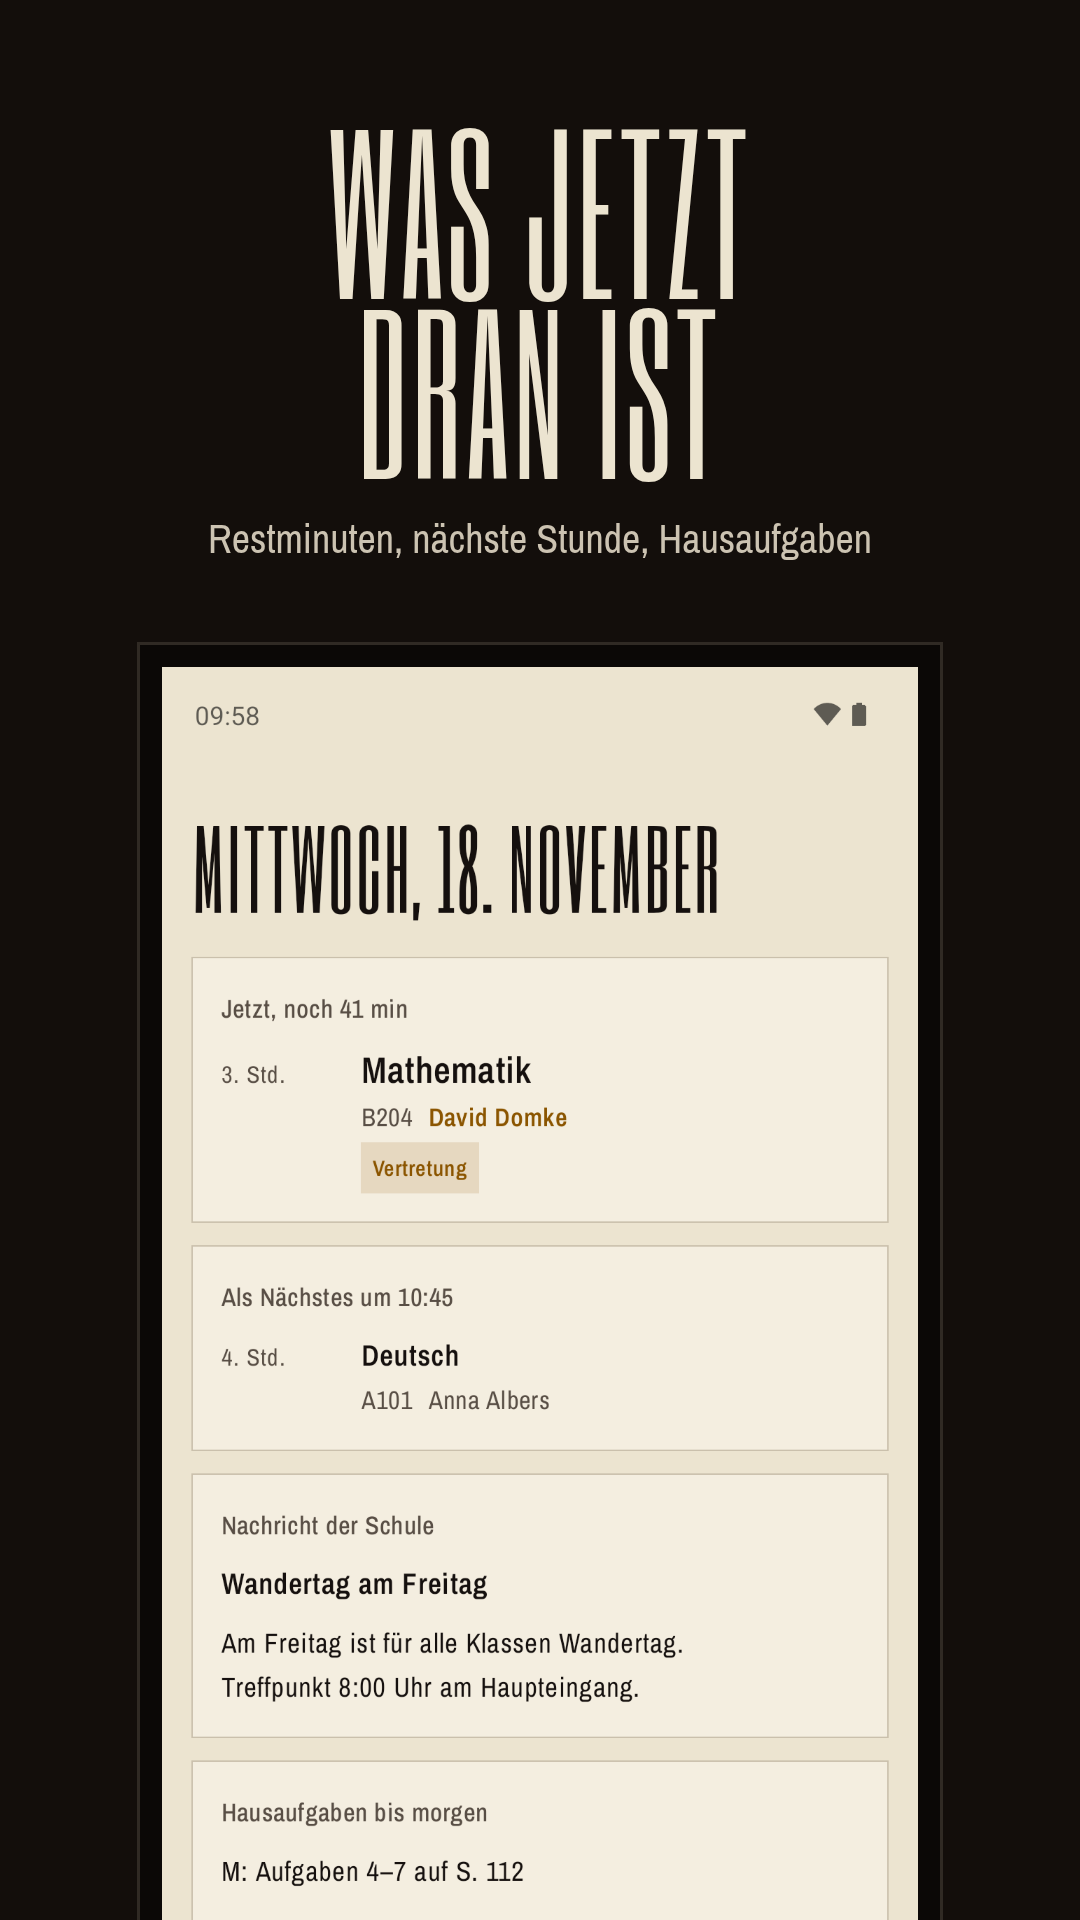 WAS JETZT
DRAN IST
Restminuten, nächste Stunde, Hausaufgaben
09:58
MITTWOCH, 18. NOVEMBER
Jetzt, noch 41 min
3. Std.
Mathematik
B204 David Domke
Vertretung
Als Nächstes um 10:45
4. Std.
Deutsch
A101 Anna Albers
Nachricht der Schule
Wandertag am Freitag
Am Freitag ist für alle Klassen Wandertag.
Treffpunkt 8:00 Uhr am Haupteingang.
Hausaufgaben bis morgen
M: Aufgaben 4–7 auf S. 112